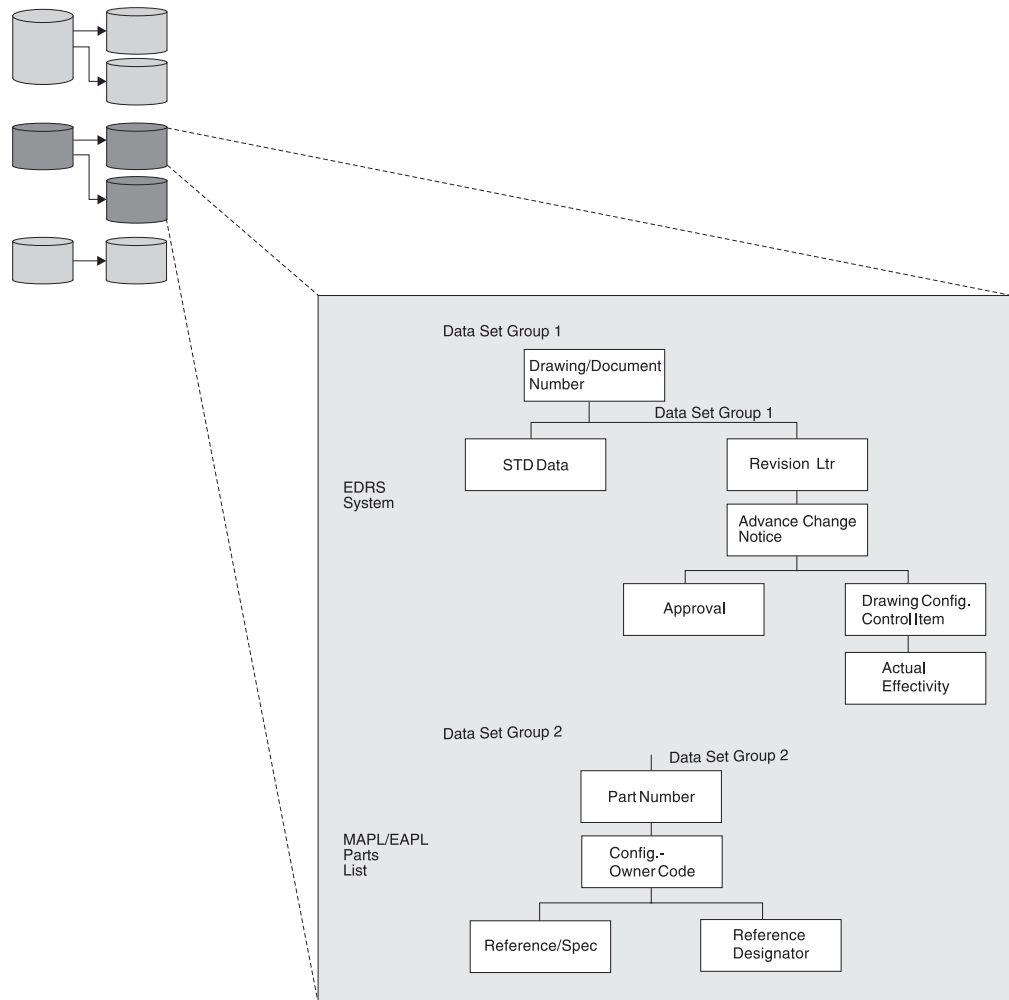 Data Set Group 1
Drawing/Document
Number
Data Set Group 1
STD Data
Revision Ltr
EDRS
System
Advance Change
Notice
Approval
Drawing Config.
Control Item
Actual
Effectivity
Data Set Group 2
Data Set Group 2
Part Number
MAPL/EAPL
Parts
List
Config.-
Owner Code
Reference/Spec
Reference
Designator